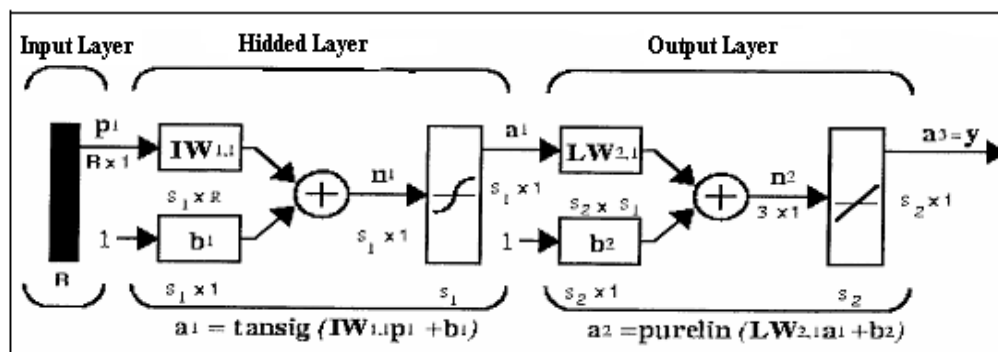 Input Layer
Hidded Layer
Output Layer
p1
R × 1
IW1,1
S1 × R
1
b1
S1 × 1
R
n1
S1 × 1
S1
a1
S1 × 1
LW2,1
S2 × S1
1
b2
S2 × 1
n2
3 × 1
S2
a3 = y
S2 × 1
a1 = tansig (IW1,1p1 + b1)
a2 =purelin (LW2,1a1 + b2)